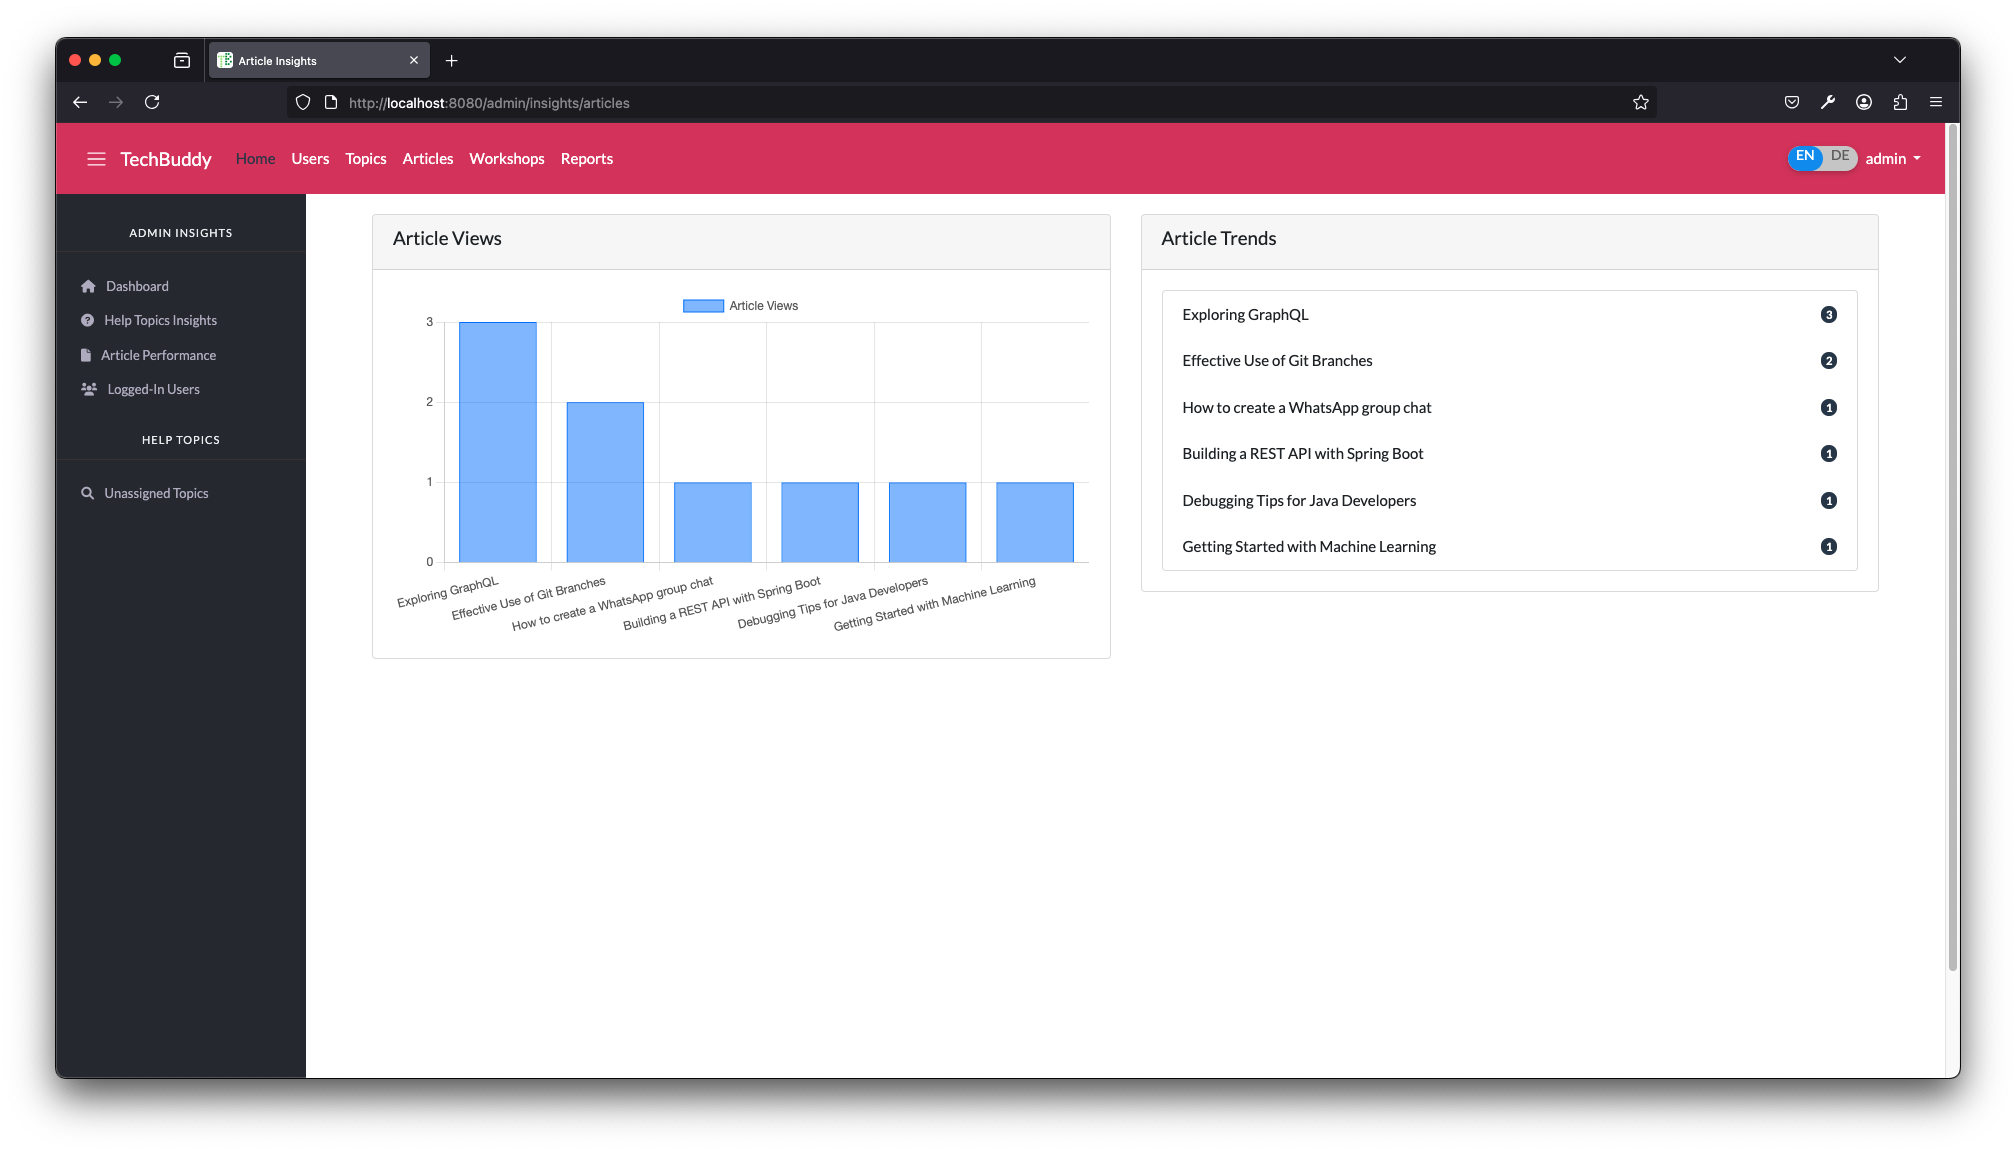 Article Insights
http://localhost:8080/admin/insights/articles
TechBuddy Home Users Topics Articles Workshops Reports EN DE admin
ADMIN INSIGHTS
Dashboard
Help Topics Insights
Article Performance
Logged-In Users
HELP TOPICS
Unassigned Topics
Article Views
Article Views
3
2
1
0
Exploring GraphQL
Effective Use of Git Branches
How to create a WhatsApp group chat
Building a REST API with Spring Boot
Debugging Tips for Java Developers
Getting Started with Machine Learning
Article Trends
Exploring GraphQL 3
Effective Use of Git Branches 2
How to create a WhatsApp group chat 1
Building a REST API with Spring Boot 1
Debugging Tips for Java Developers 1
Getting Started with Machine Learning 1